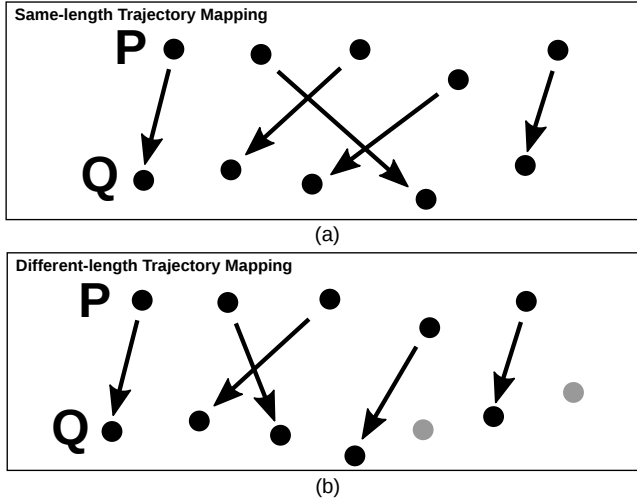 Same-length Trajectory Mapping
P
Q
(a)
Different-length Trajectory Mapping
P
Q
(b)